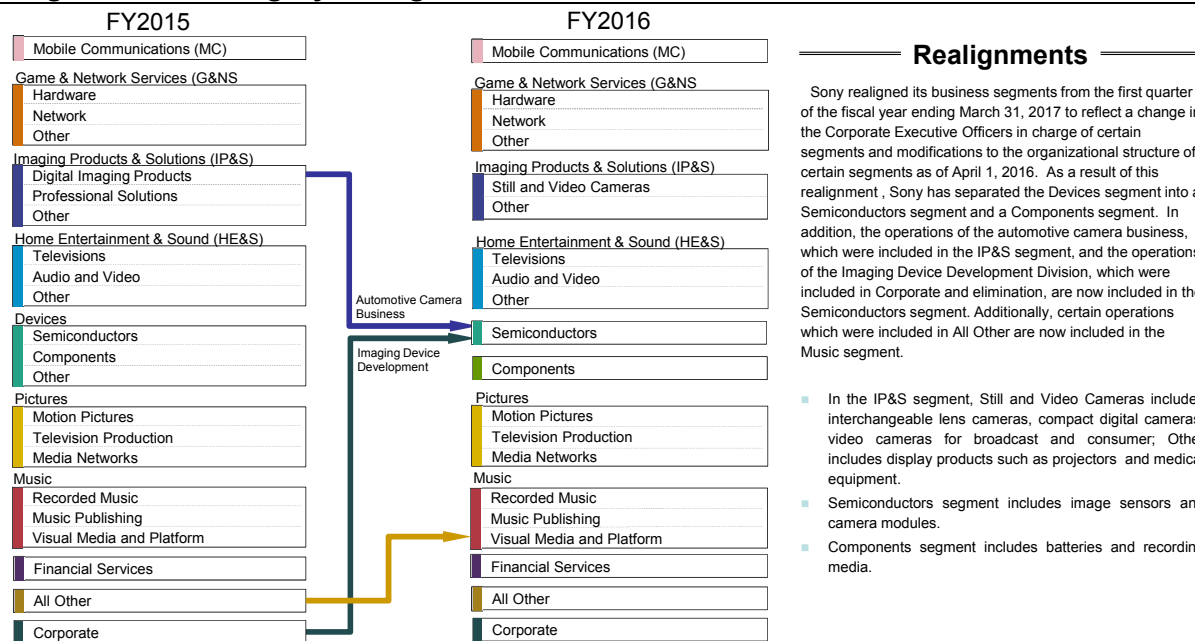 FY2015
Mobile Communications (MC)
Game & Network Services (G&NS
Hardware
Network
Other
Imaging Products & Solutions (IP&S)
Digital Imaging Products
Professional Solutions
Other
Home Entertainment & Sound (HE&S)
Televisions
Audio and Video
Other
Devices
Semiconductors
Components
Other
Pictures
Motion Pictures
Television Production
Media Networks
Music
Recorded Music
Music Publishing
Visual Media and Platform
Financial Services
All Other
Corporate
Automotive Camera
Business
Imaging Device
Development
FY2016
Mobile Communications (MC)
Game & Network Services (G&NS
Hardware
Network
Other
Imaging Products & Solutions (IP&S)
Still and Video Cameras
Other
Home Entertainment & Sound (HE&S)
Televisions
Audio and Video
Other
Semiconductors
Components
Pictures
Motion Pictures
Television Production
Media Networks
Music
Recorded Music
Music Publishing
Visual Media and Platform
Financial Services
All Other
Corporate
Realignments
Sony realigned its business segments from the first quarter
of the fiscal year ending March 31, 2017 to reflect a change in
the Corporate Executive Officers in charge of certain
segments and modifications to the organizational structure of
certain segments as of April 1, 2016. As a result of this
realignment , Sony has separated the Devices segment into a
Semiconductors segment and a Components segment. In
addition, the operations of the automotive camera business,
which were included in the IP&S segment, and the operations
of the Imaging Device Development Division, which were
included in Corporate and elimination, are now included in the
Semiconductors segment. Additionally, certain operations
which were included in All Other are now included in the
Music segment.
In the IP&S segment, Still and Video Cameras include
interchangeable lens cameras, compact digital cameras
video cameras for broadcast and consumer; Othe
includes display products such as projectors and medica
equipment.
Semiconductors segment includes image sensors an
camera modules.
Components segment includes batteries and recordin
media.